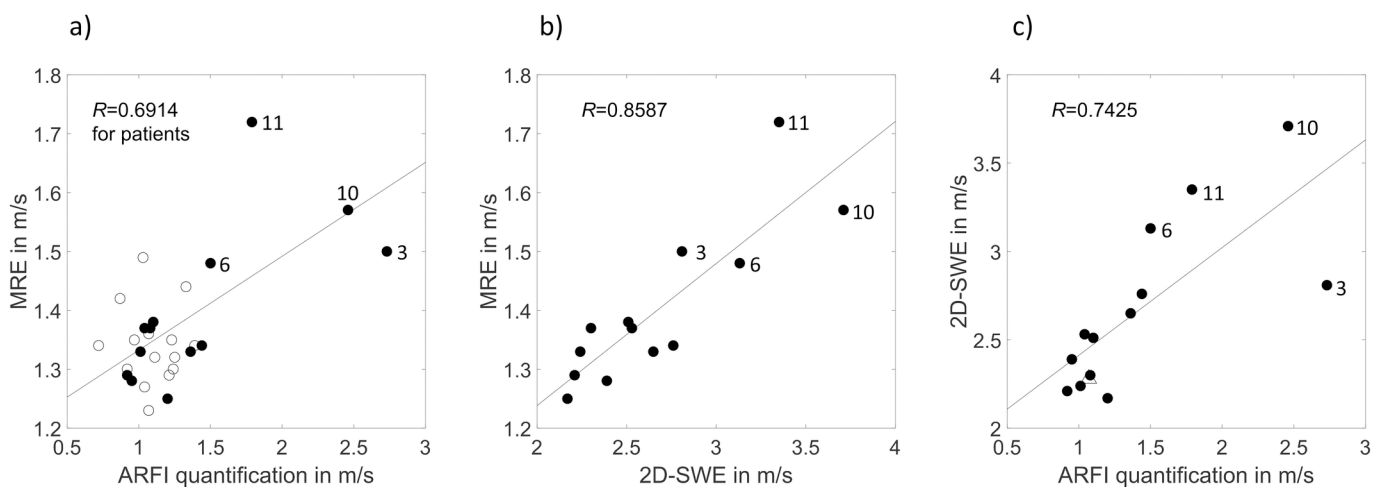 a)
R=0.6914
for patients
11
10
3
6
MRE in m/s
1.8
1.7
1.6
1.5
1.4
1.3
1.2
0.5 1 1.5 2 2.5 3
ARFI quantification in m/s
b)
R=0.8587
11
10
3
6
MRE in m/s
1.8
1.7
1.6
1.5
1.4
1.3
1.2
2 2.5 3 3.5 4
2D-SWE in m/s
c)
R=0.7425
10
11
6
3
2D-SWE in m/s
4
3.5
3
2.5
2
0.5 1 1.5 2 2.5 3
ARFI quantification in m/s